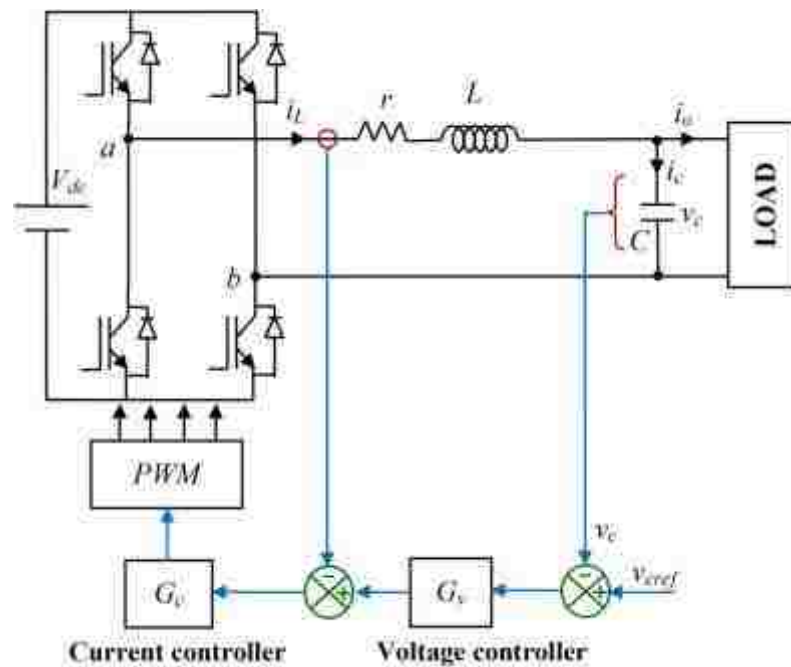 i_L
r
L
i_o
a
V_dc
i_c
v_c
C
LOAD
b
PWM
v_c
v_cref
G_c
G_v
Current controller
Voltage controller